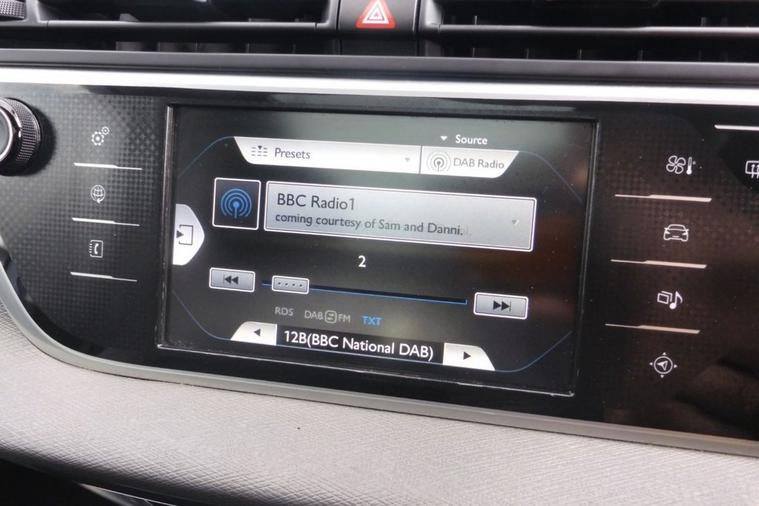 Source
Presets
DAB Radio
BBC Radio1
coming courtesy of Sam and Danni.
2
RDS DAB FM TXT
12B(BBC National DAB)